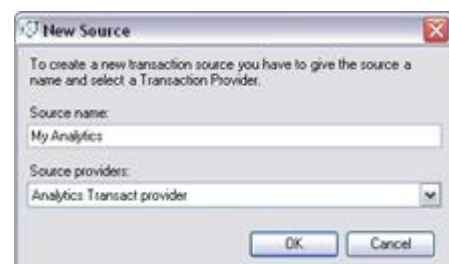 New Source
To create a new transaction source you have to give the source a
name and select a Transaction Provider.
Source name:
My Analytics
Source providers:
Analytics Transact provider
OK Cancel